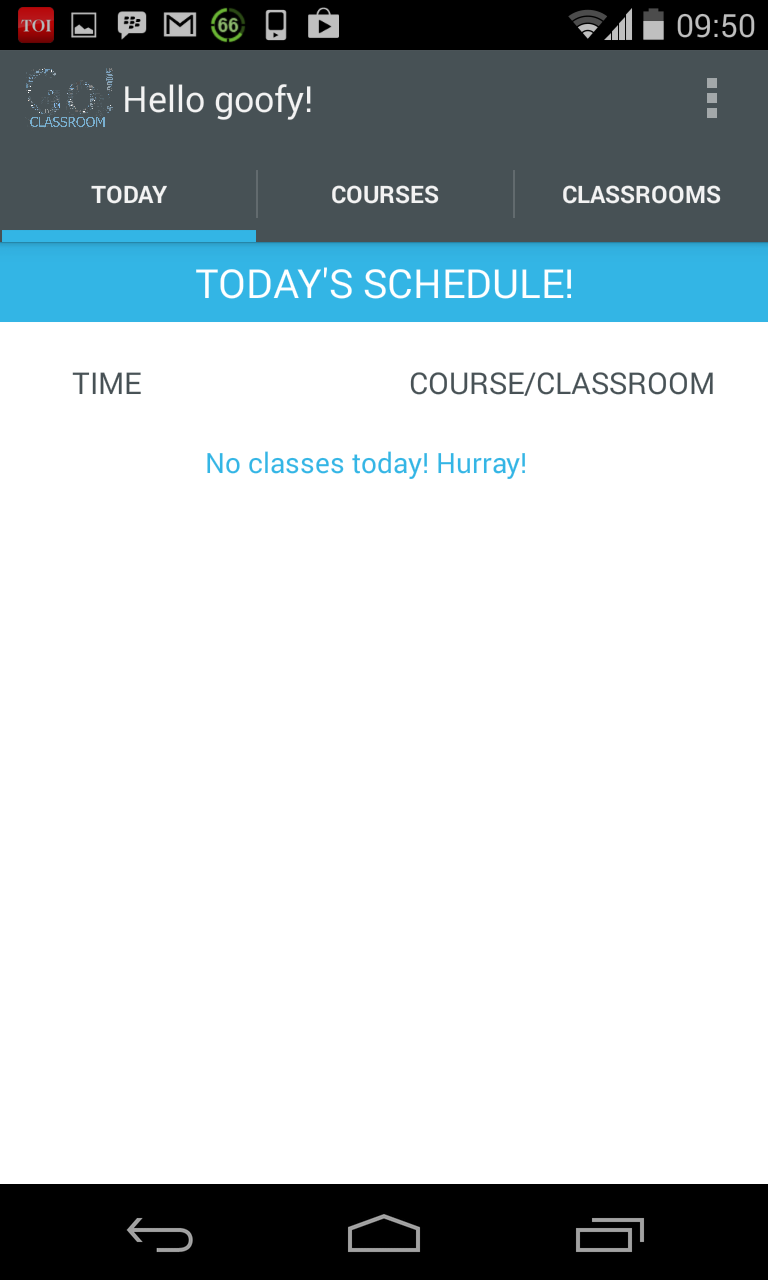 TOI 66 09:50
Go! CLASSROOM Hello goofy!
TODAY COURSES CLASSROOMS
TODAY'S SCHEDULE!
TIME COURSE/CLASSROOM
No classes today! Hurray!